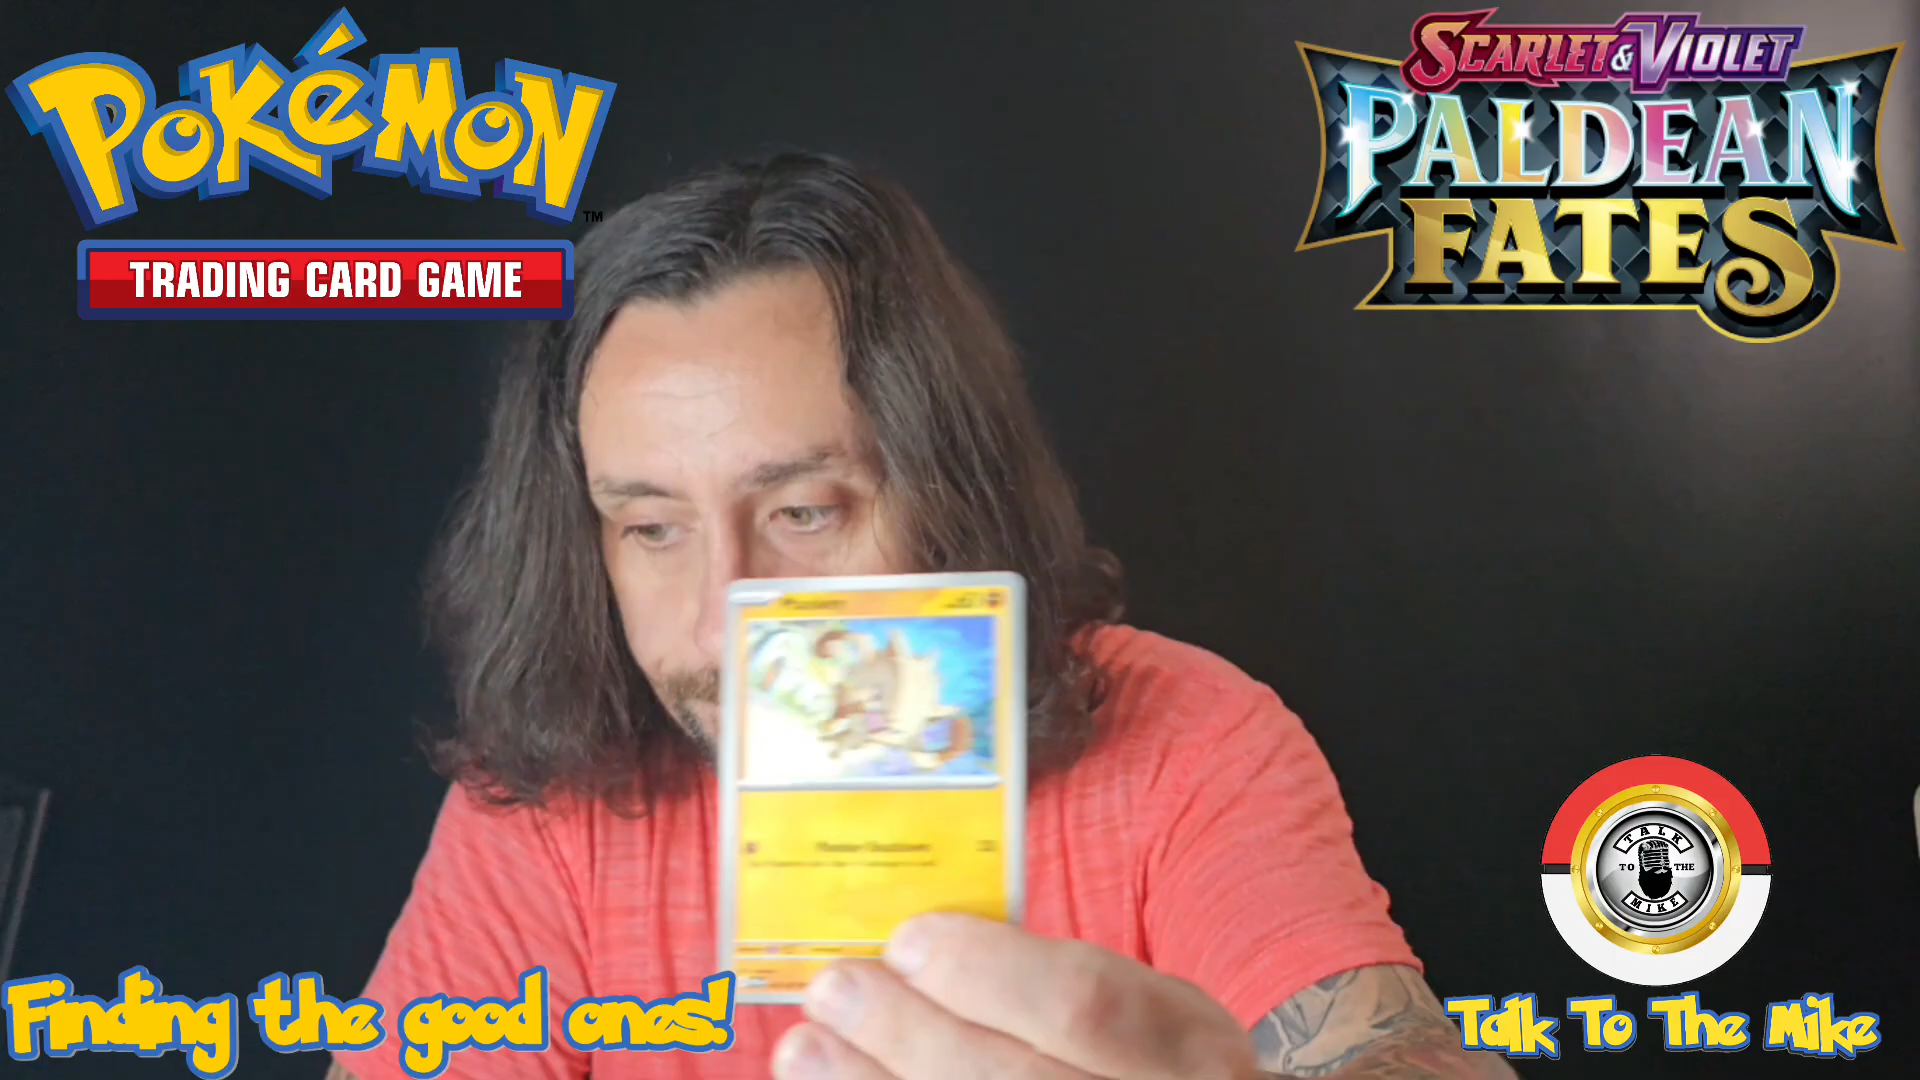 POKÉMON
™
TRADING CARD GAME
SCARLET & VIOLET
PALDEAN
FATES
TALK
TO THE
MIKE
Finding the good ones!
Talk To The Mike